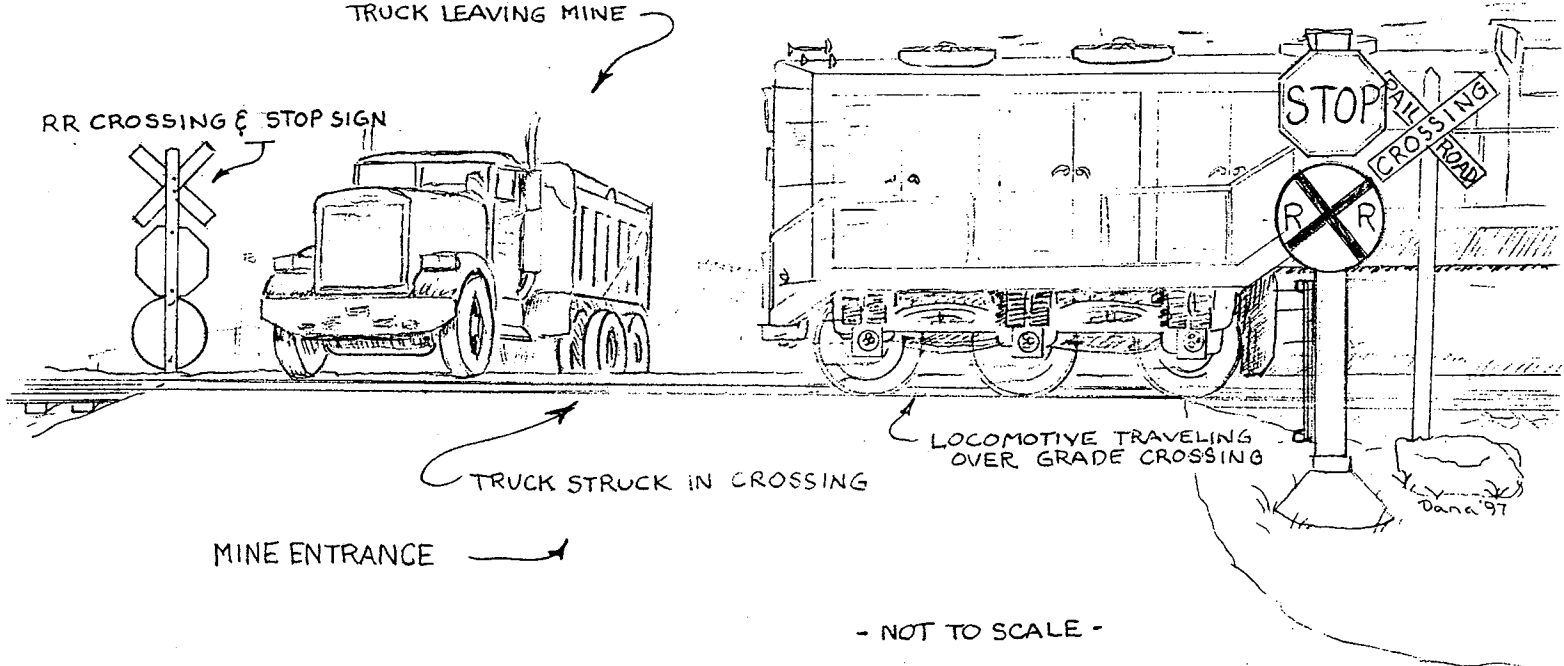 TRUCK LEAVING MINE
RR CROSSING & STOP SIGN
STOP
RAIL ROAD
CROSSING
R R
LOCOMOTIVE TRAVELING
OVER GRADE CROSSING
TRUCK STRUCK IN CROSSING
Dana '97
MINE ENTRANCE
- NOT TO SCALE -